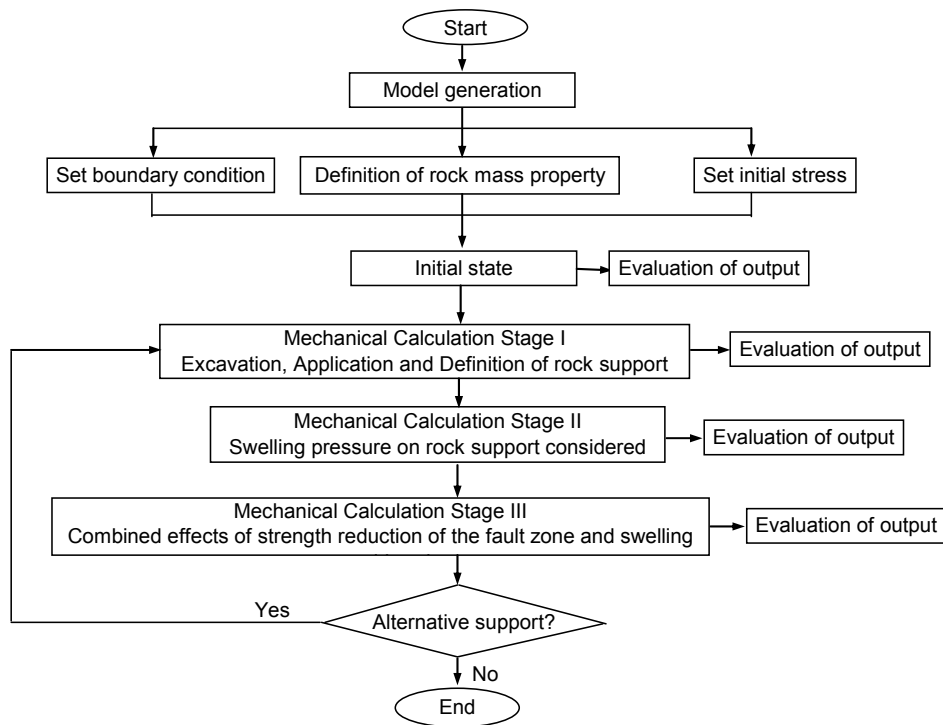 Start
Model generation
Set boundary condition
Definition of rock mass property
Set initial stress
Initial state
Evaluation of output
Mechanical Calculation Stage I
Excavation, Application and Definition of rock support
Evaluation of output
Mechanical Calculation Stage II
Swelling pressure on rock support considered
Evaluation of output
Mechanical Calculation Stage III
Combined effects of strength reduction of the fault zone and swelling
Evaluation of output
Yes
Alternative support?
No
End